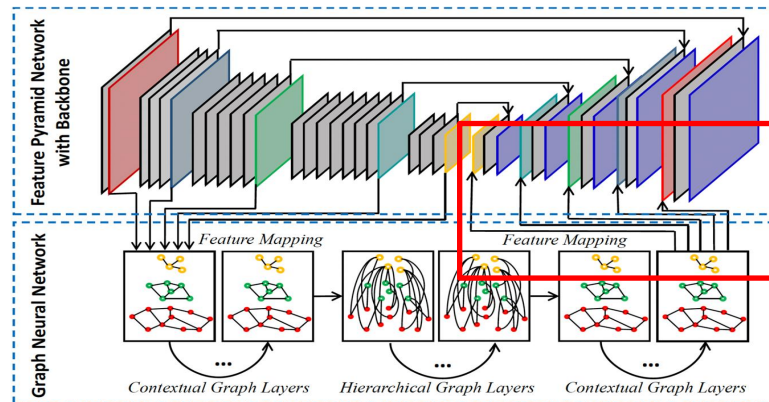 Feature Pyramid Network
with Backbone
Graph Neural Network
Feature Mapping
Feature Mapping
...
...
...
Contextual Graph Layers
Hierarchical Graph Layers
Contextual Graph Layers